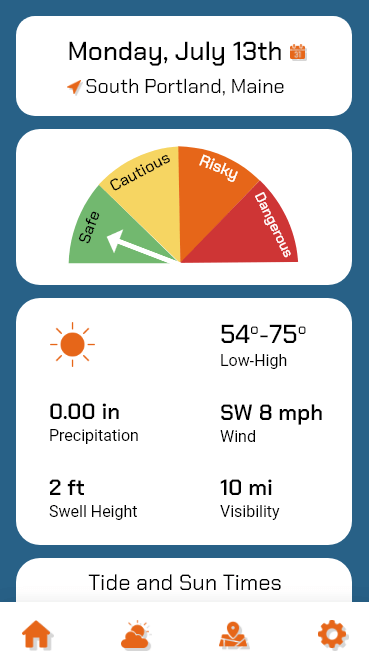 Monday, July 13th
South Portland, Maine
Safe
Cautious
Risky
Dangerous
54°-75°
Low-High
0.00 in
Precipitation
SW 8 mph
Wind
2 ft
Swell Height
10 mi
Visibility
Tide and Sun Times